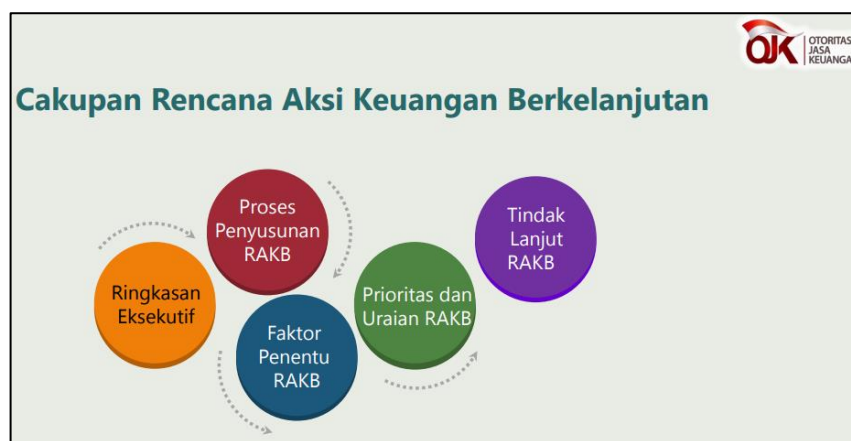 OJK
OTORITAS
JASA
KEUANGA
Cakupan Rencana Aksi Keuangan Berkelanjutan
Ringkasan
Eksekutif
Proses
Penyusunan
RAKB
Faktor
Penentu
RAKB
Prioritas dan
Uraian RAKB
Tindak
Lanjut
RAKB